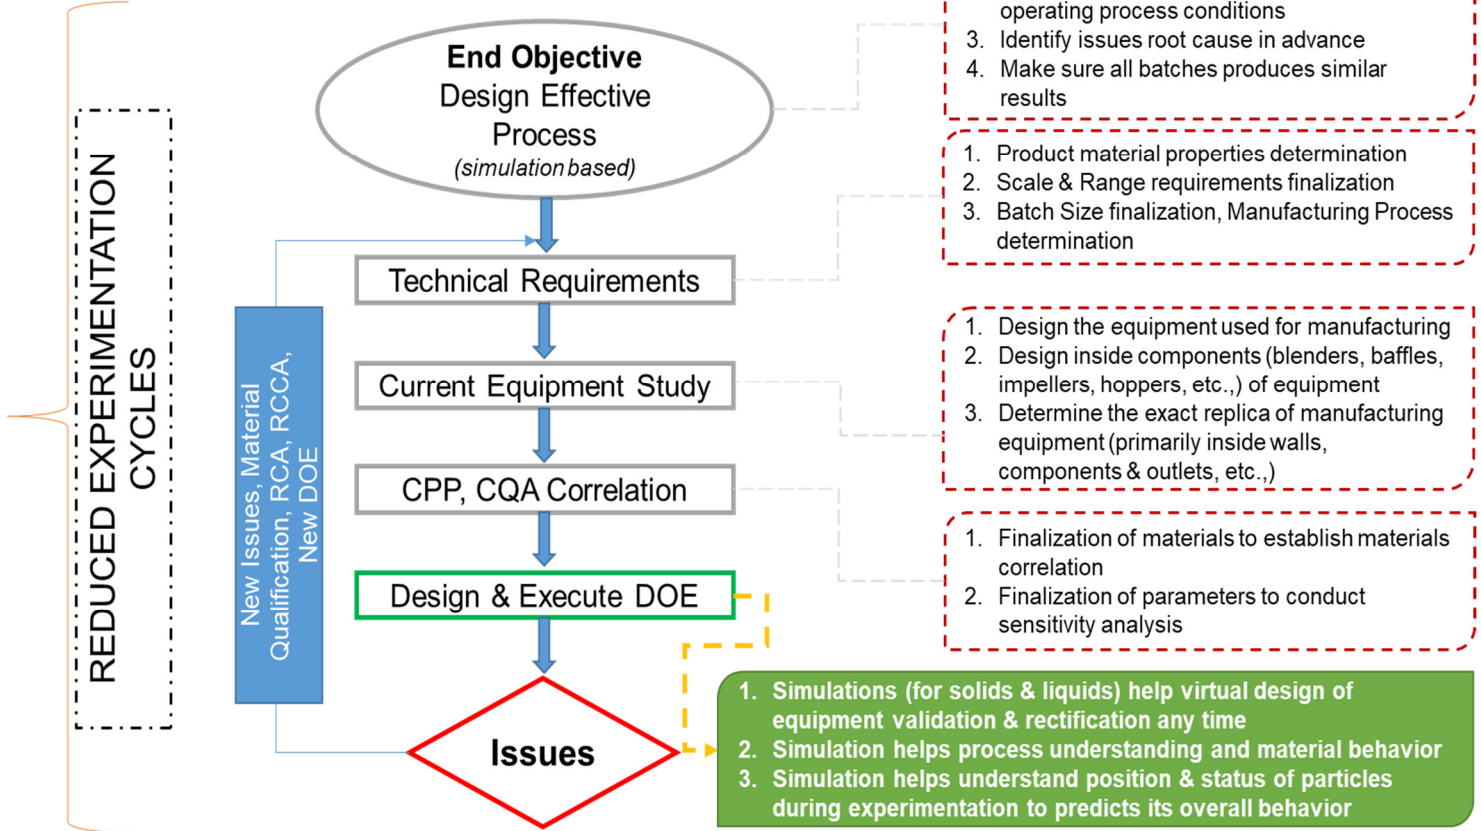 operating process conditions
3. Identify issues root cause in advance
4. Make sure all batches produces similar
results
End Objective
Design Effective
Process
(simulation based)
1. Product material properties determination
2. Scale & Range requirements finalization
3. Batch Size finalization, Manufacturing Process
determination
Technical Requirements
REDUCED EXPERIMENTATION
CYCLES
New Issues, Material
Qualification, RCA, RCCA,
New DOE
Current Equipment Study
1. Design the equipment used for manufacturing
2. Design inside components (blenders, baffles,
impellers, hoppers, etc.,) of equipment
3. Determine the exact replica of manufacturing
equipment (primarily inside walls,
components & outlets, etc.,)
CPP, CQA Correlation
1. Finalization of materials to establish materials
correlation
2. Finalization of parameters to conduct
sensitivity analysis
Design & Execute DOE
Issues
1. Simulations (for solids & liquids) help virtual design of
equipment validation & rectification any time
2. Simulation helps process understanding and material behavior
3. Simulation helps understand position & status of particles
during experimentation to predicts its overall behavior